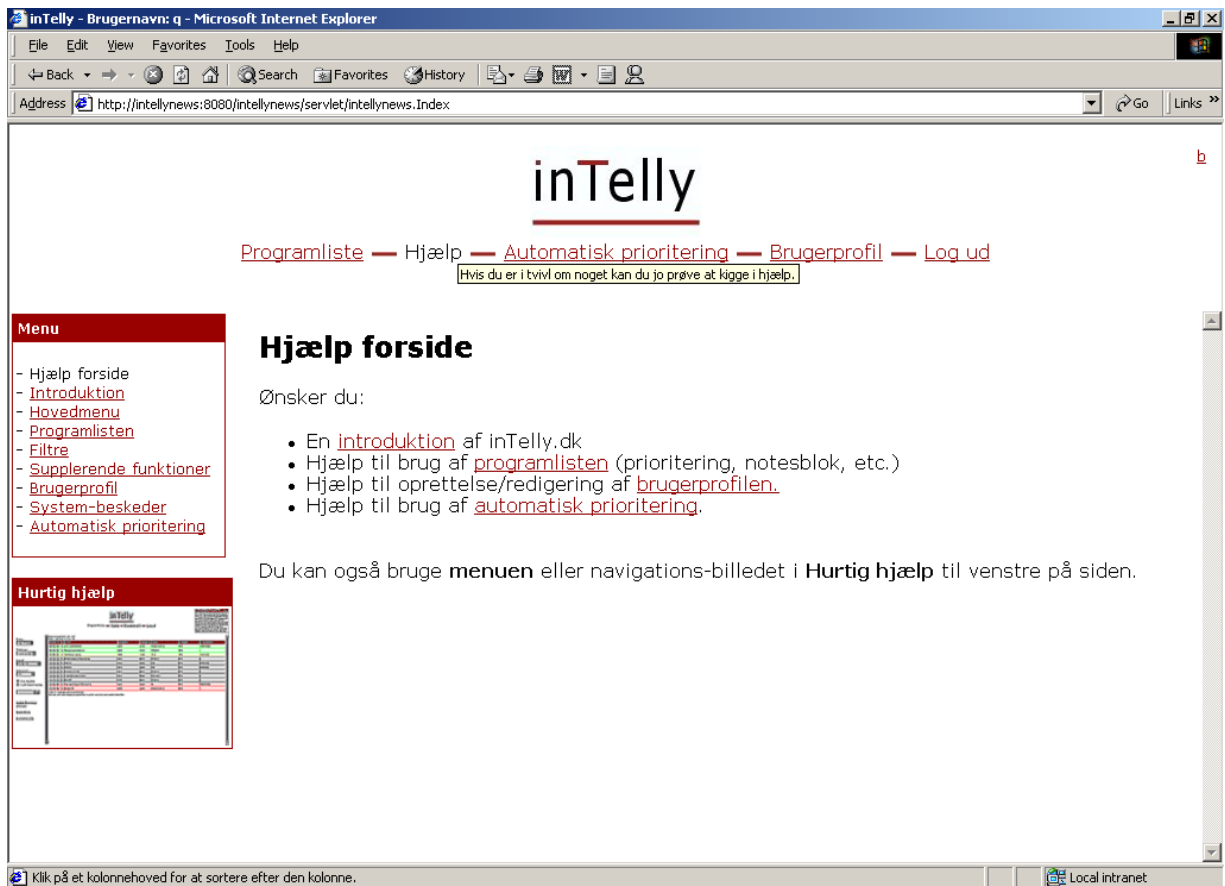 inTelly - Brugernavn: q - Microsoft Internet Explorer
File Edit View Favorites Tools Help
Back Search Favorites History
Address http://intellynews:8080/intellynews/servlet/intellynews.Index Go Links »
b
inTelly
Programliste — Hjælp — Automatisk prioritering — Brugerprofil — Log ud
Hvis du er i tvivl om noget kan du jo prøve at kigge i hjælp.
Menu
- Hjælp forside
- Introduktion
- Hovedmenu
- Programlisten
- Filtre
- Supplerende funktioner
- Brugerprofil
- System-beskeder
- Automatisk prioritering
Hurtig hjælp
inTelly
Hjælp forside
Ønsker du:
• En introduktion af inTelly.dk
• Hjælp til brug af programlisten (prioritering, notesblok, etc.)
• Hjælp til oprettelse/redigering af brugerprofilen.
• Hjælp til brug af automatisk prioritering.
Du kan også bruge menuen eller navigations-billedet i Hurtig hjælp til venstre på siden.
Klik på et kolonnehoved for at sortere efter den kolonne.
Local intranet